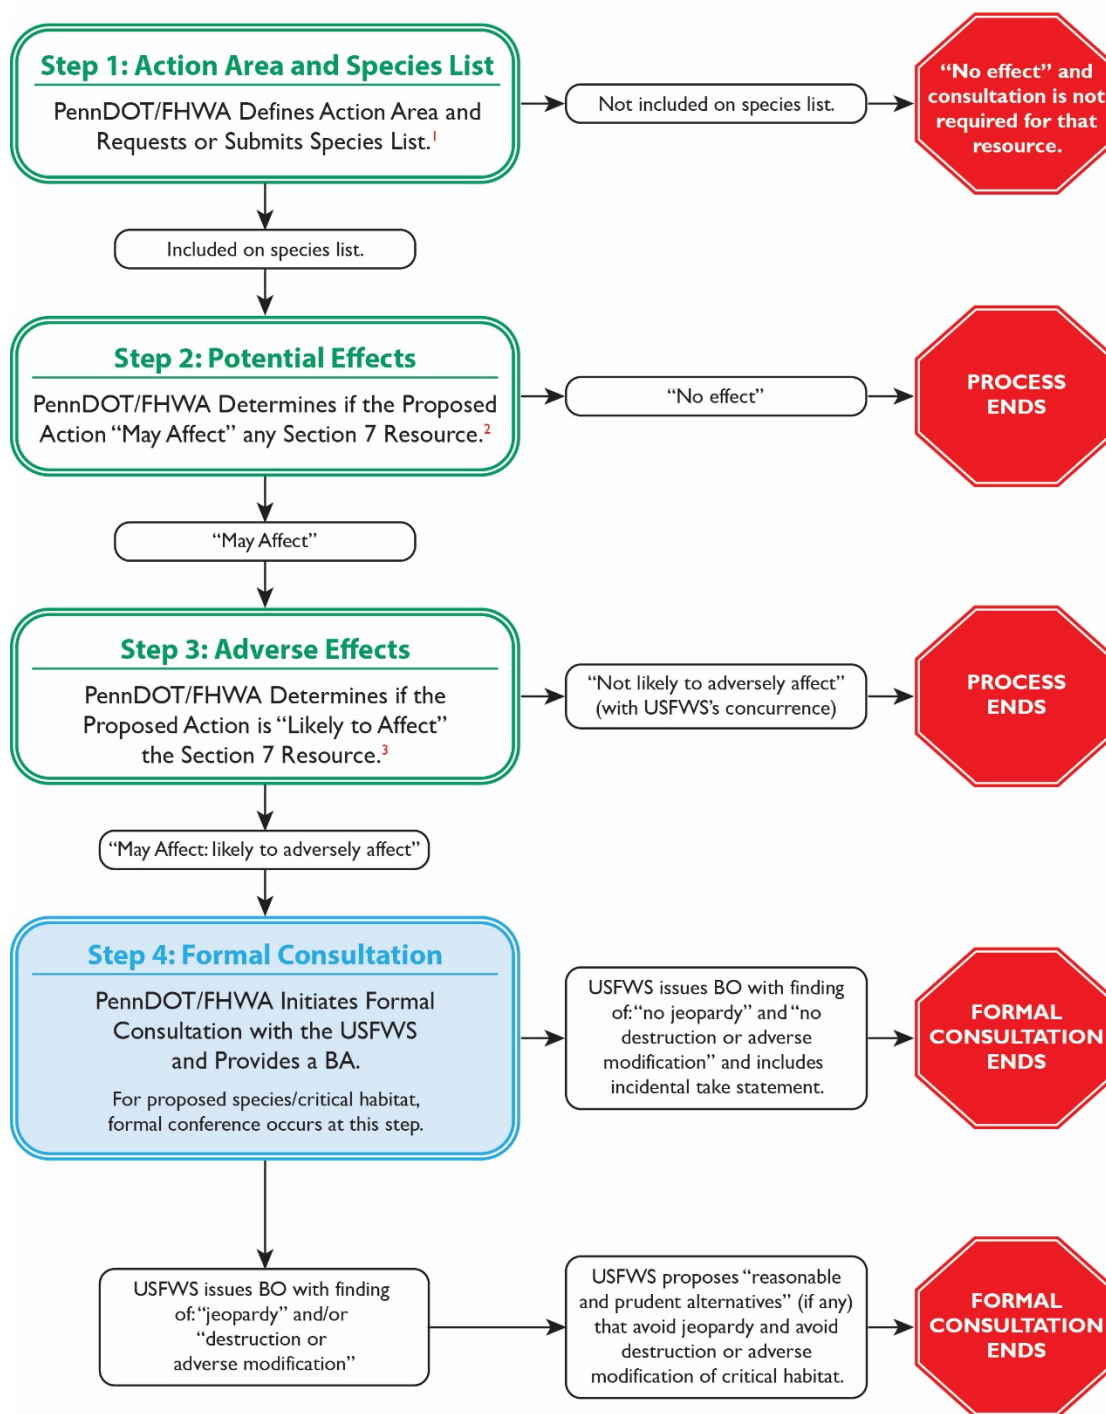 Step 1: Action Area and Species List
PennDOT/FHWA Defines Action Area and
Requests or Submits Species List.1
Not included on species list.
“No effect” and
consultation is not
required for that
resource.
Included on species list.
Step 2: Potential Effects
PennDOT/FHWA Determines if the Proposed
Action “May Affect” any Section 7 Resource.2
“No effect”
PROCESS
ENDS
“May Affect”
Step 3: Adverse Effects
PennDOT/FHWA Determines if the
Proposed Action is “Likely to Affect”
the Section 7 Resource.3
“Not likely to adversely affect”
(with USFWS’s concurrence)
PROCESS
ENDS
“May Affect: likely to adversely affect”
Step 4: Formal Consultation
PennDOT/FHWA Initiates Formal
Consultation with the USFWS
and Provides a BA.
For proposed species/critical habitat,
formal conference occurs at this step.
USFWS issues BO with finding
of: “no jeopardy” and “no
destruction or adverse
modification” and includes
incidental take statement.
FORMAL
CONSULTATION
ENDS
USFWS issues BO with finding
of: “jeopardy” and/or
“destruction or
adverse modification”
USFWS proposes “reasonable
and prudent alternatives” (if any)
that avoid jeopardy and avoid
destruction or adverse
modification of critical habitat.
FORMAL
CONSULTATION
ENDS